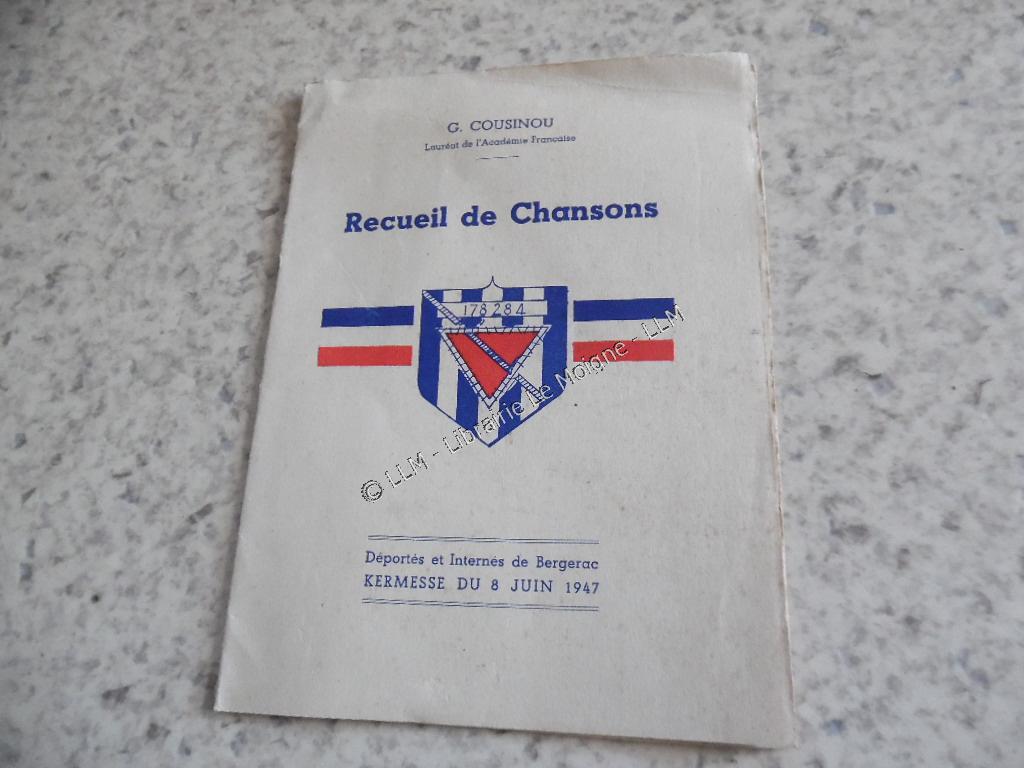 G. COUSINOU
Lauréat de l'Académie Française
Recueil de Chansons
178284
© LLM - Librairie Le Moigne - LLM
Déportés et Internés de Bergerac
KERMESSE DU 8 JUIN 1947